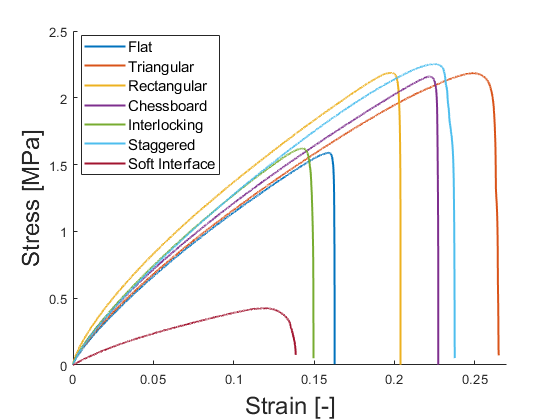 2.5
2
1.5
1
0.5
0
Stress [MPa]
Flat
Triangular
Rectangular
Chessboard
Interlocking
Staggered
Soft Interface
0 0.05 0.1 0.15 0.2 0.25
Strain [-]